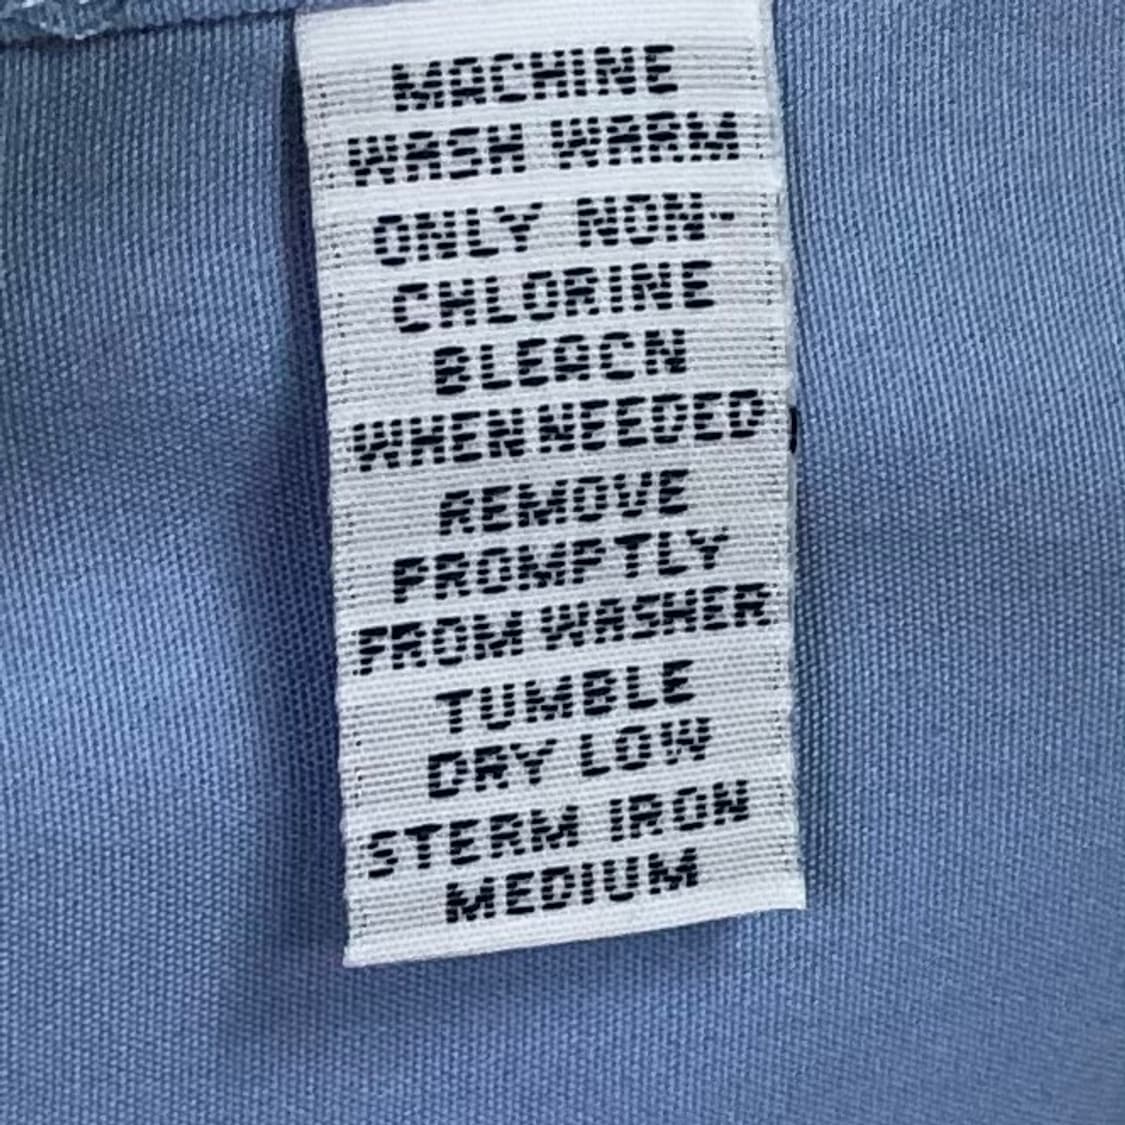 MACHINE
WASH WARM
ONLY NON-
CHLORINE
BLEACN
WHEN NEEDED
REMOVE
PROMPTLY
FROM WASHER
TUMBLE
DRY LOW
STERM IRON
MEDIUM